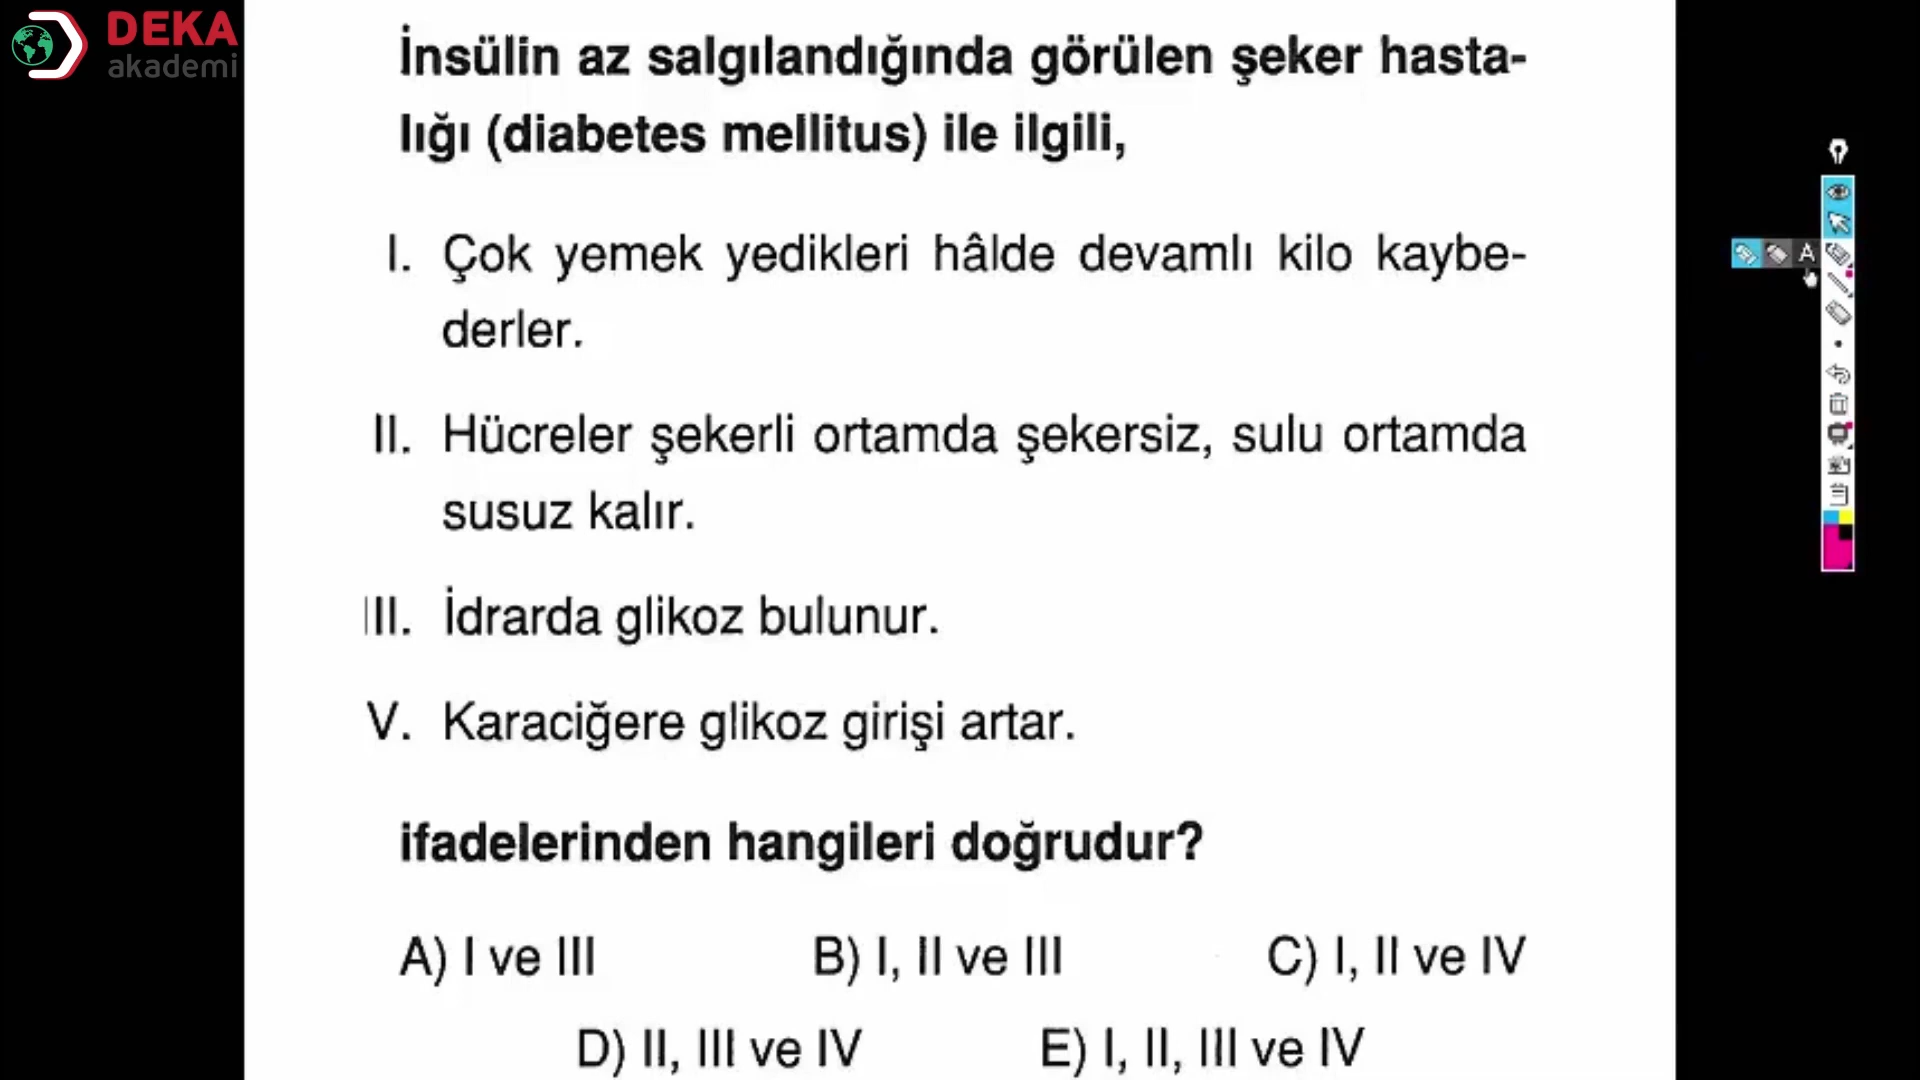 DEKA
akademi
İnsülin az salgılandığında görülen şeker hasta-
lığı (diabetes mellitus) ile ilgili,
I. Çok yemek yedikleri hâlde devamlı kilo kaybe-
derler.
II. Hücreler şekerli ortamda şekersiz, sulu ortamda
susuz kalır.
III. İdrarda glikoz bulunur.
V. Karaciğere glikoz girişi artar.
ifadelerinden hangileri doğrudur?
A) I ve III B) I, II ve III C) I, II ve IV
D) II, III ve IV E) I, II, III ve IV
A